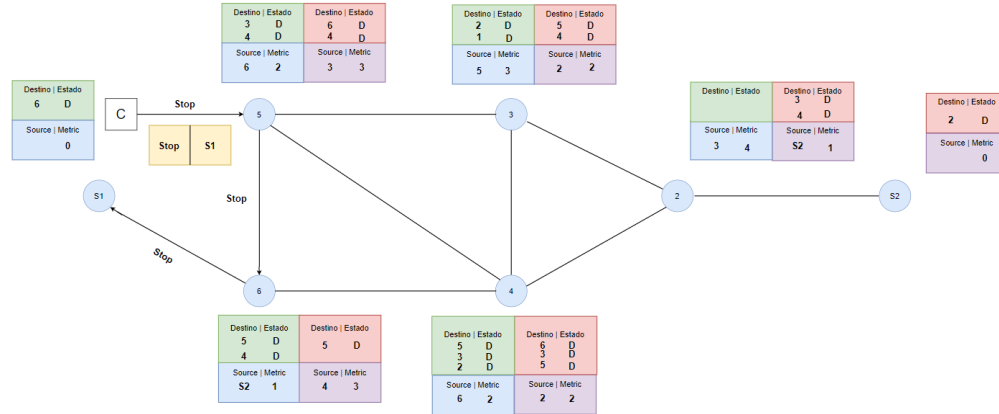 Destino | Estado
3 D
4 D
Source | Metric
6 2
Destino | Estado
6 D
4 D
Source | Metric
3 3
Destino | Estado
2 D
1 D
Source | Metric
5 3
Destino | Estado
5 D
4 D
Source | Metric
2 2
Destino | Estado
6 D
Source | Metric
0
C
Stop
Stop S1
5
3
Source | Metric
3 4
Destino | Estado
3 D
4 D
Source | Metric
S2 1
Destino | Estado
2 D
Source | Metric
0
S1
Stop
2
S2
Stop
6
4
Destino | Estado
5 D
4 D
Source | Metric
S2 1
Destino | Estado
5 D
Source | Metric
4 3
Destino | Estado
5 D
3 D
2 D
Source | Metric
6 2
Destino | Estado
6 D
3 D
5 D
Source | Metric
2 2